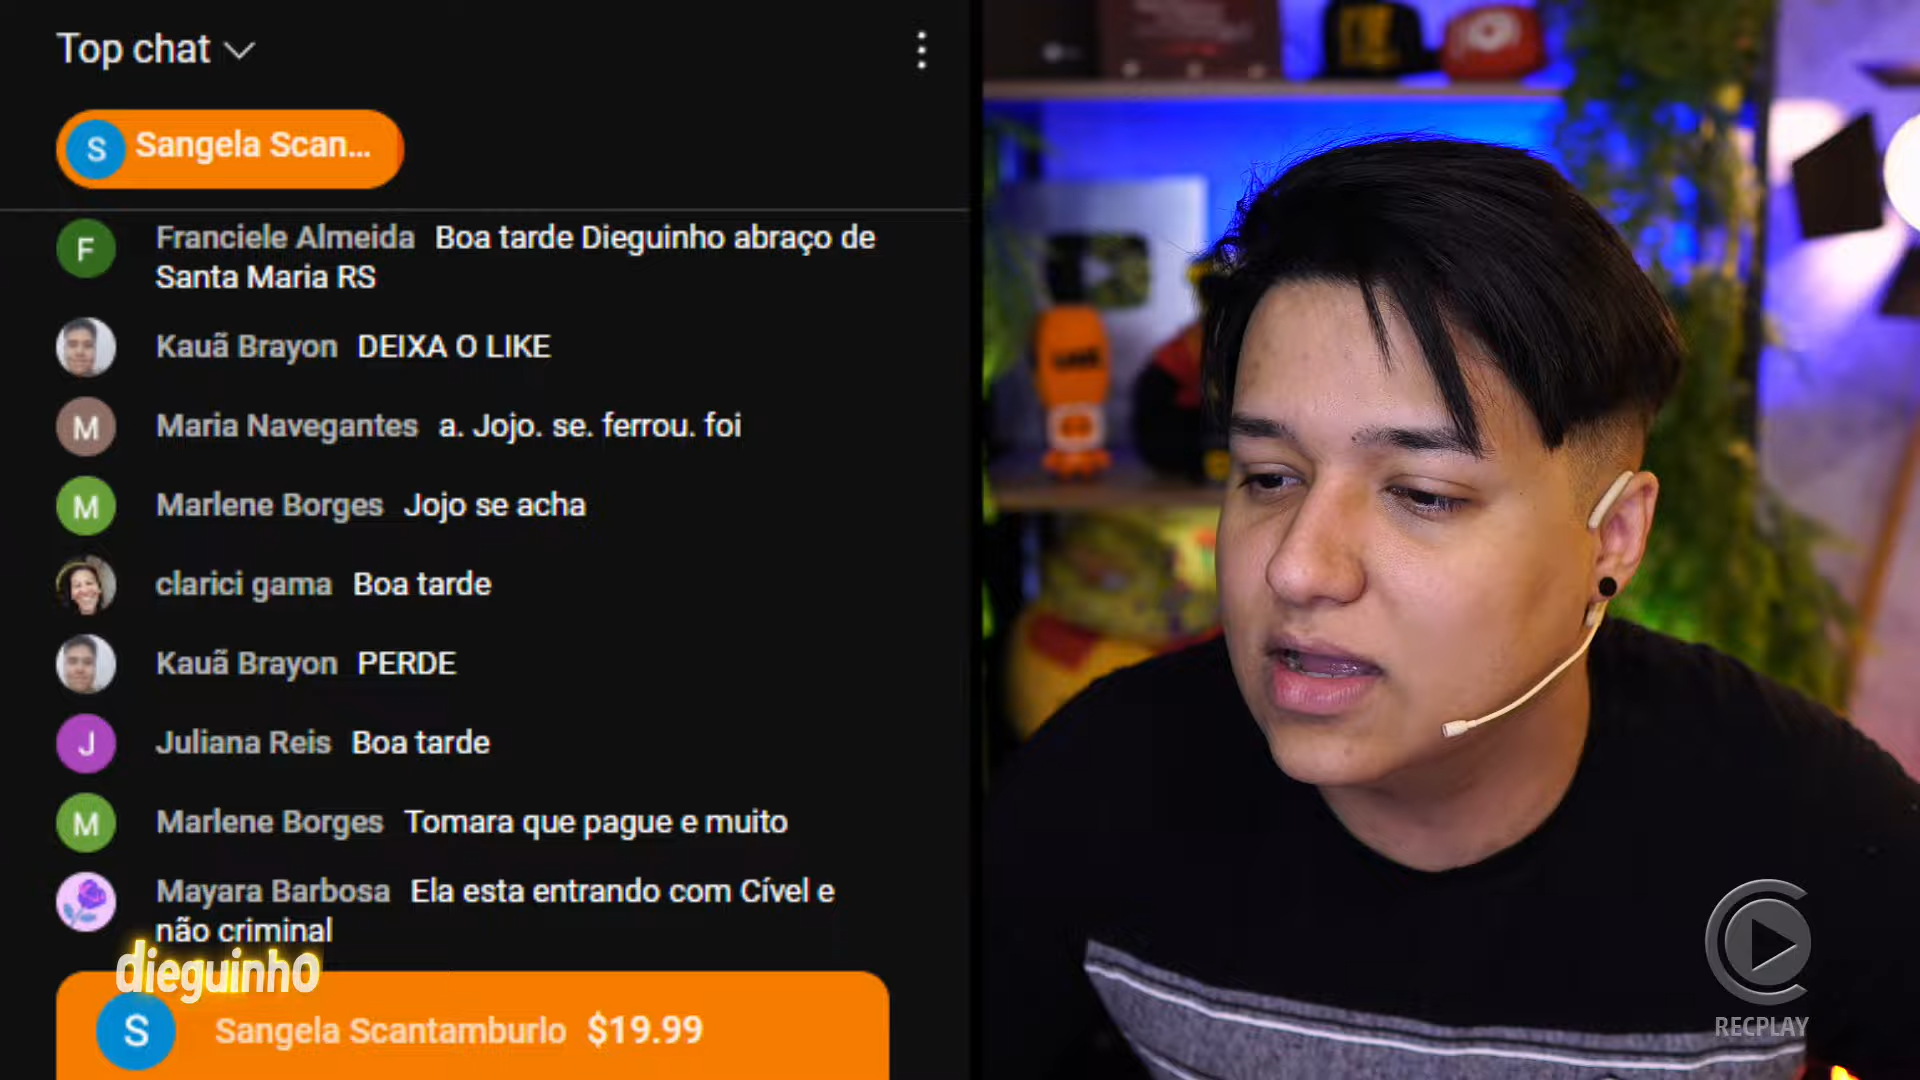 Top chat
S Sangela Scan...
F Franciele Almeida Boa tarde Dieguinho abraço de
Santa Maria RS
Kauã Brayon DEIXA O LIKE
M Maria Navegantes a. Jojo. se. ferrou. foi
M Marlene Borges Jojo se acha
clarici gama Boa tarde
Kauã Brayon PERDE
J Juliana Reis Boa tarde
M Marlene Borges Tomara que pague e muito
Mayara Barbosa Ela esta entrando com Cível e
não criminal
dieguinho
S Sangela Scantamburlo $19.99
RECPLAY